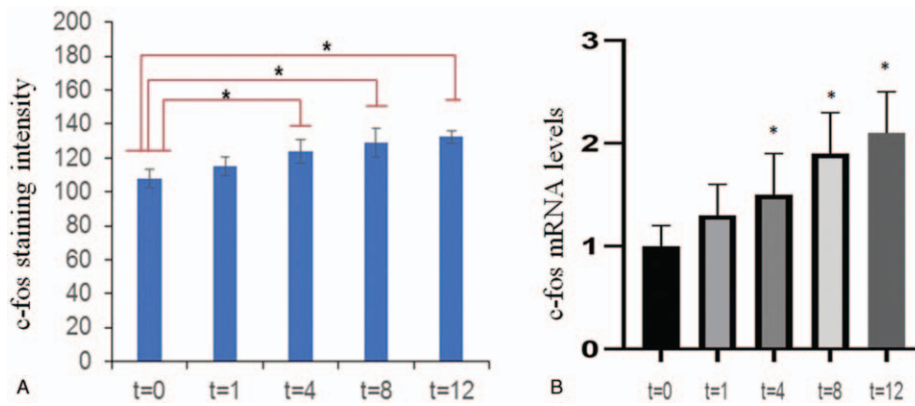 c-fos staining intensity
200
180
160
140
120
100
80
60
40
20
0
*
*
*
t=0 t=1 t=4 t=8 t=12
A
c-fos mRNA levels
3
2
1
0
* * *
t=0 t=1 t=4 t=8 t=12
B